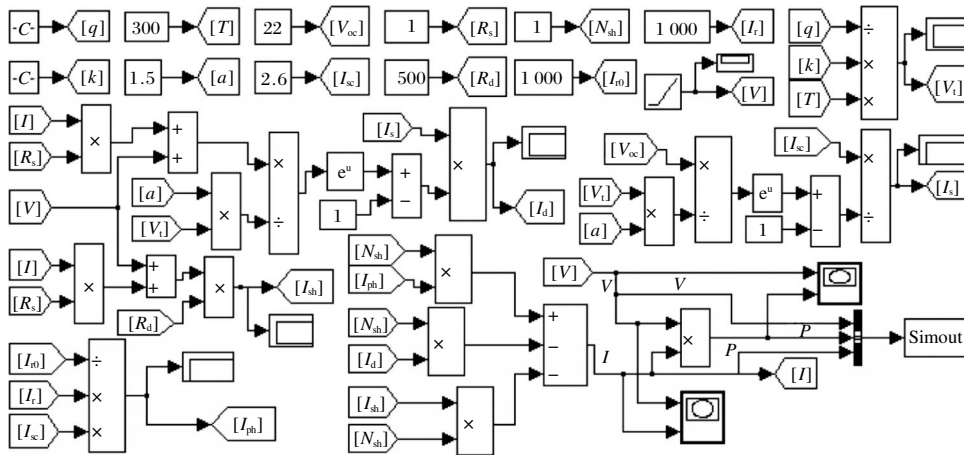 -C- [q] 300 [T] 22 [Voc] 1 [Rs] 1 [Nsh] 1 000 [Ir] [q] ÷
-C- [k] 1.5 [a] 2.6 [Isc] 500 [Rd] 1 000 [Ir0] [V] [k] × [T] × [Vt]
[I] × + [Is] × [Isc] ×
[Rs] + × eu + [Voc] × eu + [Is]
[V] [a] × ÷ 1 − [Id] [Vt] × ÷ 1 − ÷
[Vt] [a]
[I] × + × [Ish] [Nsh] × [V] V V
[Rs] + [Iph]
[Rd] [Nsh] × + × P Simout
[Ir0] ÷ [Id] − I P [I]
[Ir] × −
[Isc] × [Iph] [Ish] ×
[Nsh]